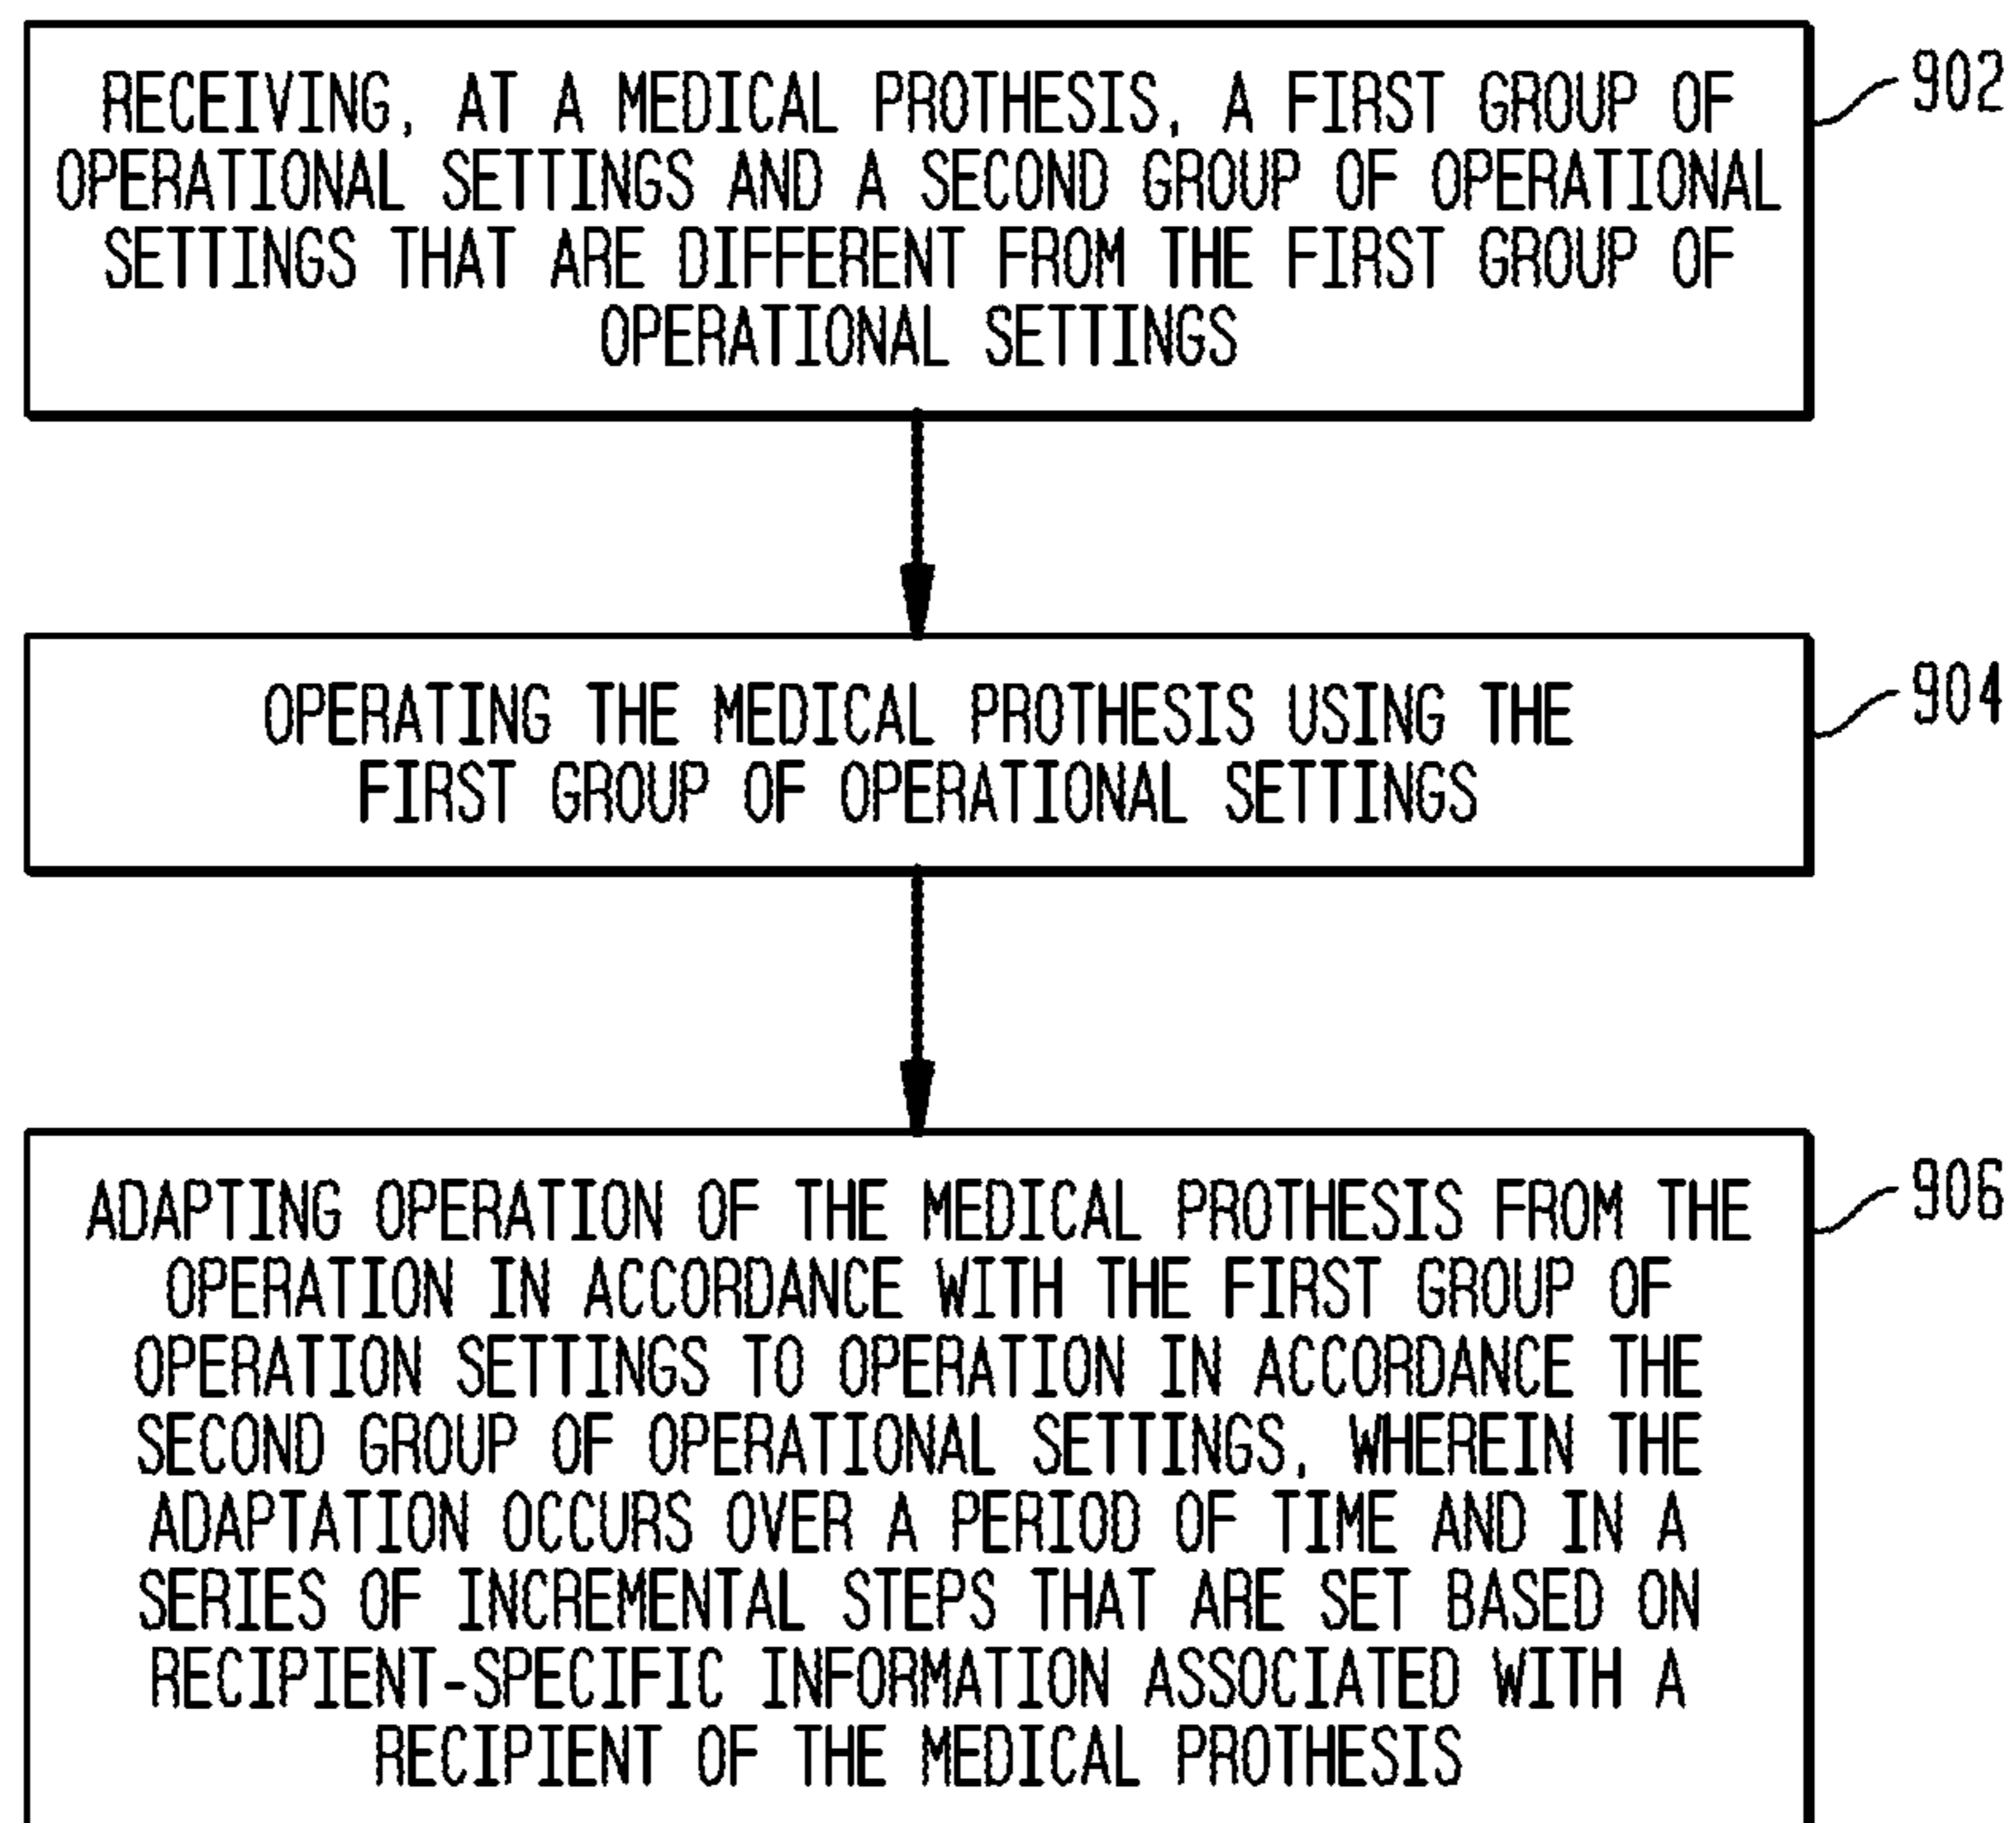 RECEIVING, AT A MEDICAL PROTHESIS, A FIRST GROUP OF
OPERATIONAL SETTINGS AND A SECOND GROUP OF OPERATIONAL
SETTINGS THAT ARE DIFFERENT FROM THE FIRST GROUP OF
OPERATIONAL SETTINGS
902
OPERATING THE MEDICAL PROTHESIS USING THE
FIRST GROUP OF OPERATIONAL SETTINGS
904
ADAPTING OPERATION OF THE MEDICAL PROTHESIS FROM THE
OPERATION IN ACCORDANCE WITH THE FIRST GROUP OF
OPERATION SETTINGS TO OPERATION IN ACCORDANCE THE
SECOND GROUP OF OPERATIONAL SETTINGS, WHEREIN THE
ADAPTATION OCCURS OVER A PERIOD OF TIME AND IN A
SERIES OF INCREMENTAL STEPS THAT ARE SET BASED ON
RECIPIENT-SPECIFIC INFORMATION ASSOCIATED WITH A
RECIPIENT OF THE MEDICAL PROTHESIS
906